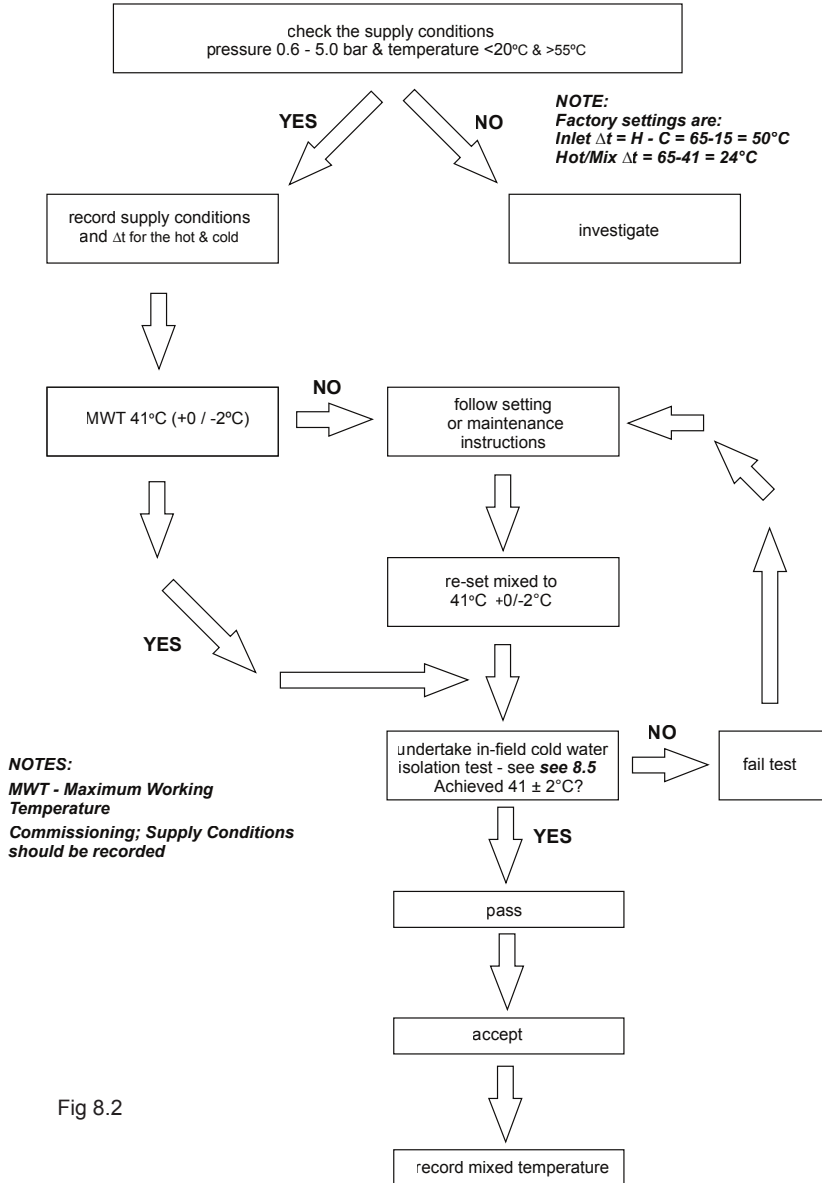 check the supply conditions
pressure 0.6 - 5.0 bar & temperature <20ºC & >55ºC
YES
NO
NOTE:
Factory settings are:
Inlet ∆t = H - C = 65-15 = 50°C
Hot/Mix ∆t = 65-41 = 24°C
record supply conditions
and ∆t for the hot & cold
investigate
MWT 41ºC (+0 / -2ºC)
NO
follow setting
or maintenance
instructions
re-set mixed to
41ºC +0/-2°C
YES
undertake in-field cold water
isolation test - see see 8.5
Achieved 41 ± 2°C?
NO
fail test
NOTES:
MWT - Maximum Working
Temperature
Commissioning; Supply Conditions
should be recorded
YES
pass
accept
Fig 8.2
record mixed temperature